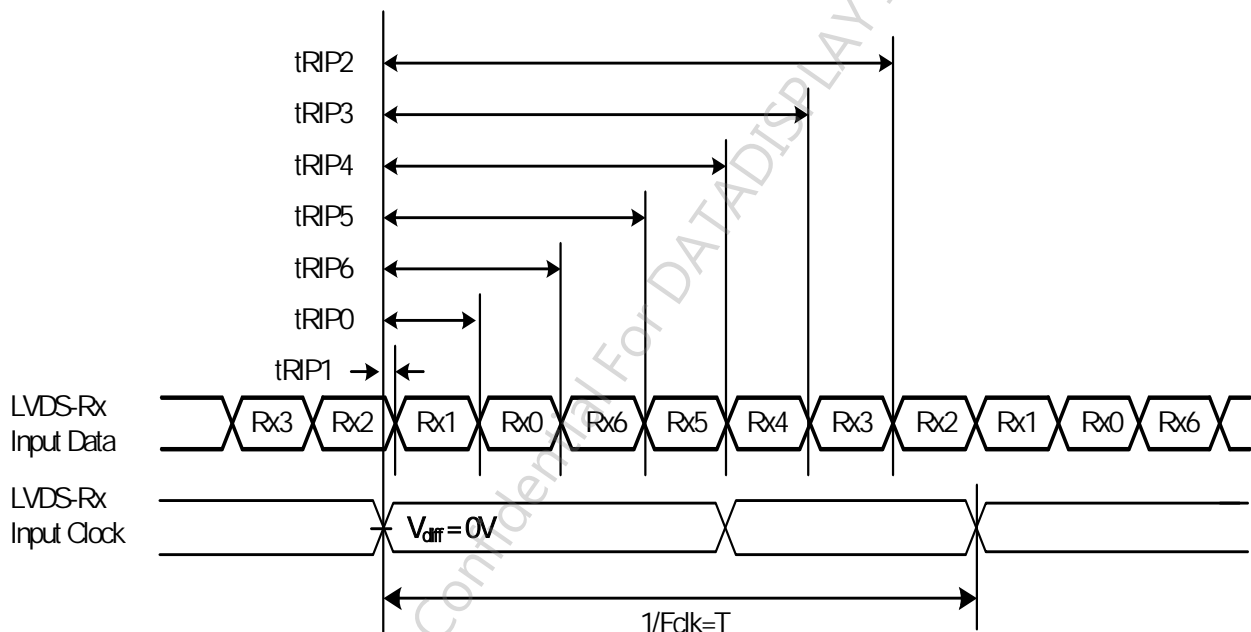 tRIP2
tRIP3
tRIP4
tRIP5
tRIP6
tRIP0
tRIP1
LVDS-Rx
Input Data
Rx3 Rx2 Rx1 Rx0 Rx6 Rx5 Rx4 Rx3 Rx2 Rx1 Rx0 Rx6
LVDS-Rx
Input Clock
Vdiff = 0V
1/Fclk=T
Confidential For DATADISPLAY